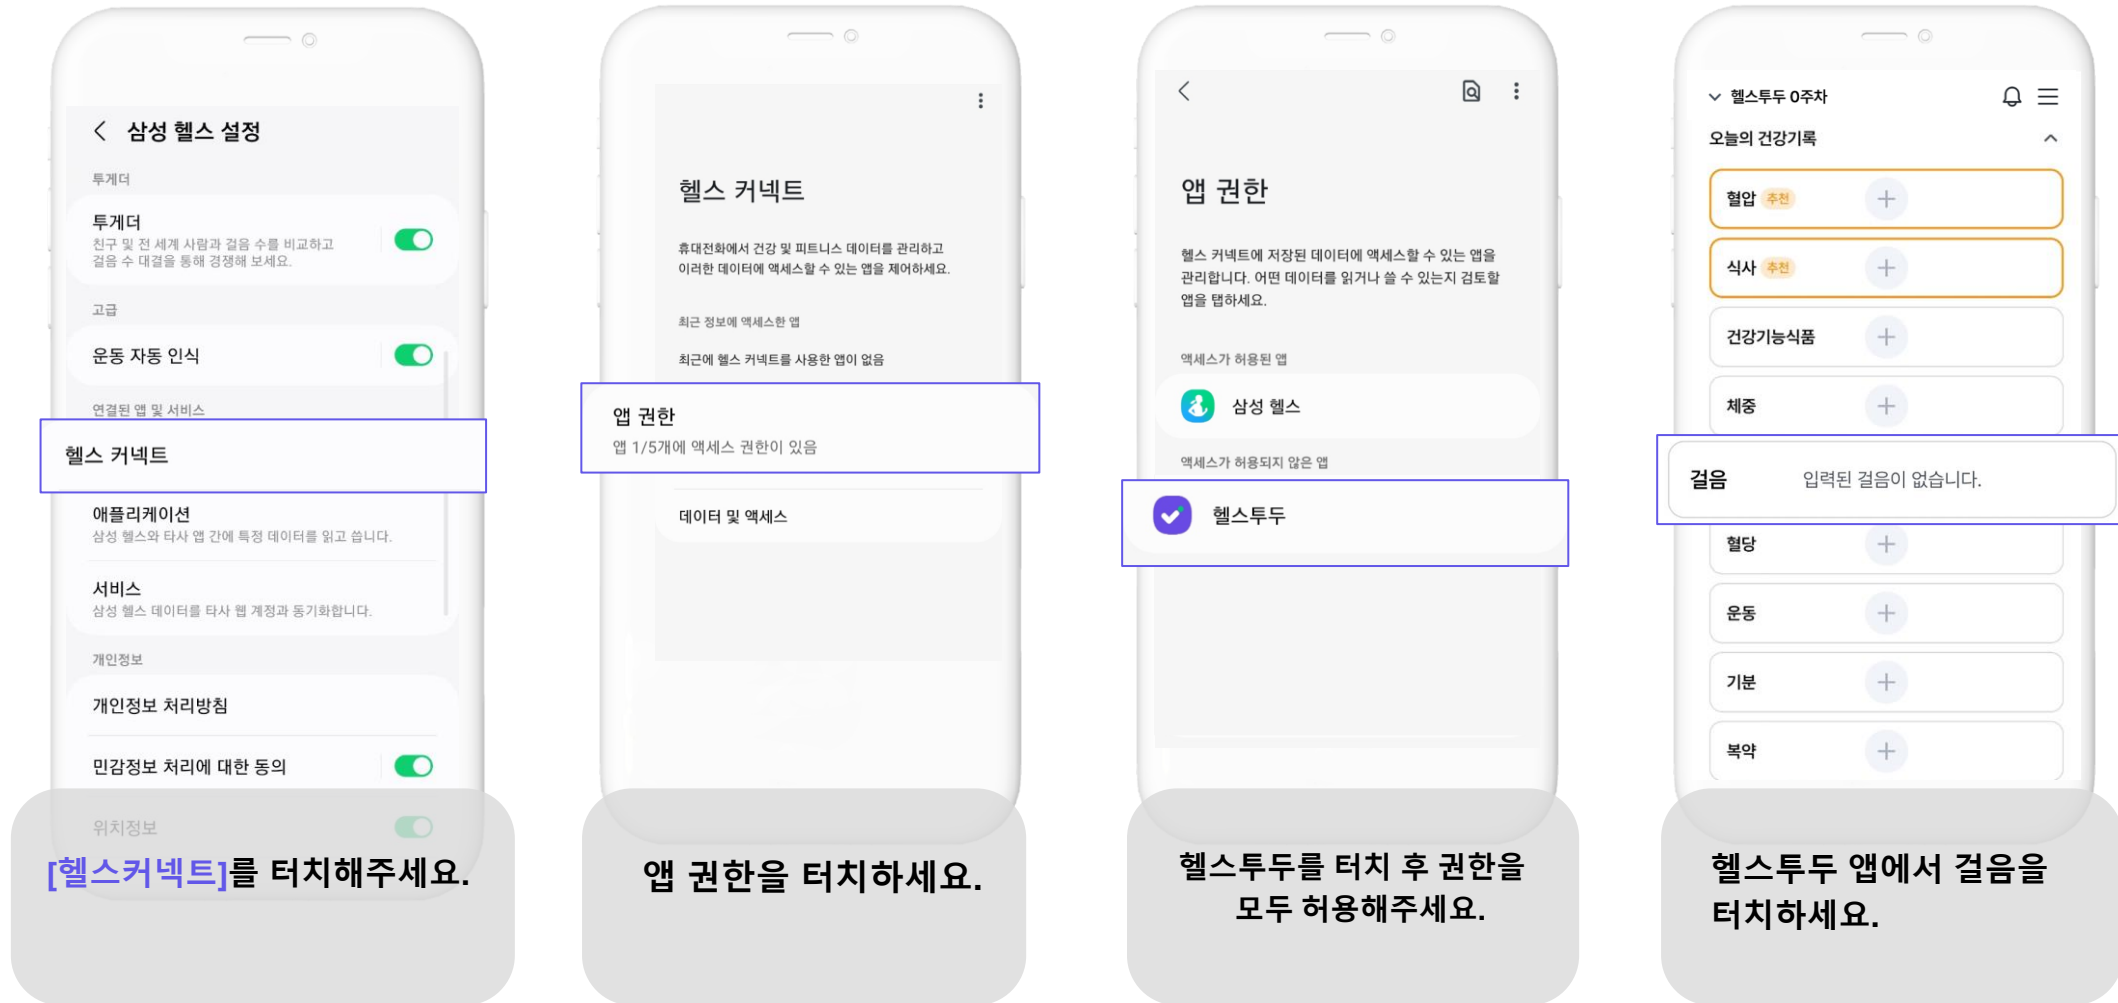 삼성 헬스 설정
투게더
투게더
친구 및 전 세계 사람과 걸음 수를 비교하고
걸음 수 대결을 통해 경쟁해 보세요.
고급
운동 자동 인식
연결된 앱 및 서비스
헬스 커넥트
애플리케이션
삼성 헬스와 타사 앱 간에 특정 데이터를 읽고 씁니다.
서비스
삼성 헬스 데이터를 타사 웹 계정과 동기화합니다.
개인정보
개인정보 처리방침
민감정보 처리에 대한 동의
위치정보
[헬스커넥트]를 터치해주세요.
헬스 커넥트
휴대전화에서 건강 및 피트니스 데이터를 관리하고
이러한 데이터에 액세스할 수 있는 앱을 제어하세요.
최근 정보에 액세스한 앱
최근에 헬스 커넥트를 사용한 앱이 없음
앱 권한
앱 1/5개에 액세스 권한이 있음
데이터 및 액세스
앱 권한을 터치하세요.
앱 권한
헬스 커넥트에 저장된 데이터에 액세스할 수 있는 앱을
관리합니다. 어떤 데이터를 읽거나 쓸 수 있는지 검토할
앱을 탭하세요.
액세스가 허용된 앱
삼성 헬스
액세스가 허용되지 않은 앱
헬스투두
헬스투두를 터치 후 권한을
모두 허용해주세요.
헬스투두 0주차
오늘의 건강기록
혈압 추천
식사 추천
건강기능식품
체중
걸음 입력된 걸음이 없습니다.
혈당
운동
기분
복약
헬스투두 앱에서 걸음을
터치하세요.